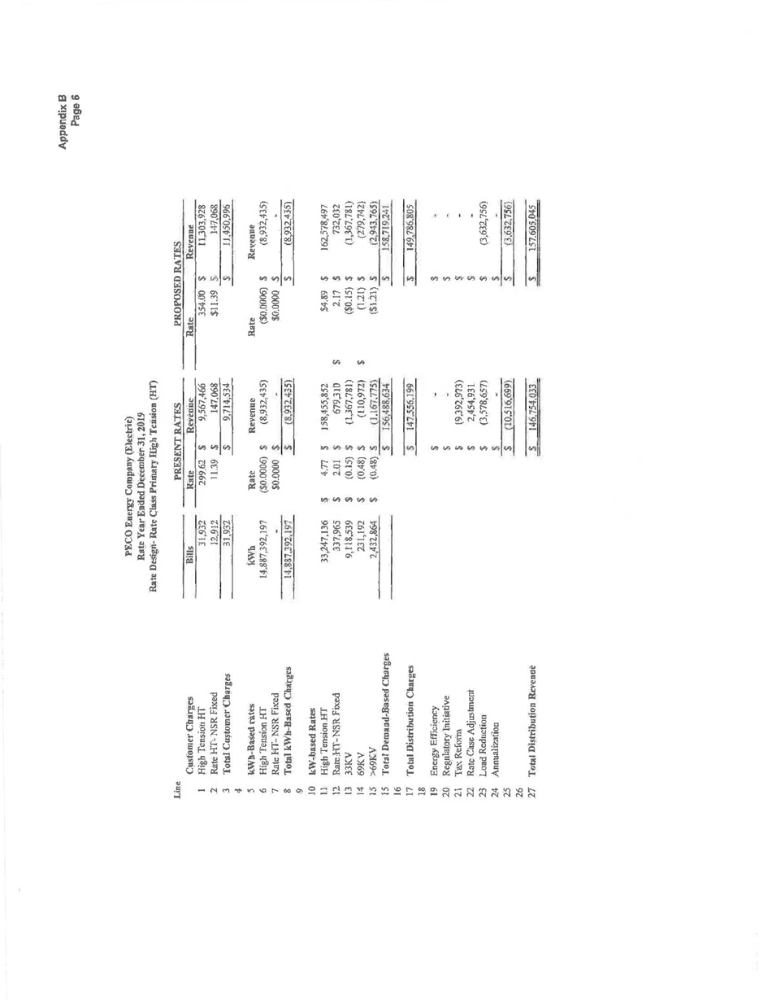 Appendix B
Page 6
PECO Energy Company (Electric)
Rate Year Ended December 31, 2019
Rate Design- Rate Class Primary High Tension (HT)
Line PRESENT RATES PROPOSED RATES
Customer Charges Bills Rate Revenue Rate Revenue
1 High Tension HT 31,932 299.62 $ 9,567,466 354.00 $ 11,303,928
2 Rate HT- NSR Fixed 12,912 11.39 $ 147,068 $11.39 $ 147,068
3 Total Customer Charges 31,932 $ 9,714,534 $ 11,450,996
4
5 kWh-Based rates kWh Rate Revenue Rate Revenue
6 High Tension HT 14,887,392,197 ($0.0006) $ (8,932,435) ($0.0006) $ (8,932,435)
7 Rate HT- NSR Fixed - $0.0000 $ - $0.0000 $ -
8 Total kWh-Based Charges 14,887,392,197 $ (8,932,435) $ (8,932,435)
9
10 kW-based Rates
11 High Tension HT 33,247,136 $ 4.77 $ 158,455,852 $4.89 $ 162,578,497
12 Rate HT- NSR Fixed 337,965 $ 2.01 $ 679,310 $ 2.17 $ 732,032
13 33KV 9,118,539 $ (0.15) $ (1,367,781) ($0.15) $ (1,367,781)
14 69KV 231,192 $ (0.48) $ (110,972) $ (1.21) $ (279,742)
15 >69KV 2,432,864 $ (0.48) $ (1,167,775) ($1.21) $ (2,943,765)
15 Total Demand-Based Charges $ 156,488,634 $ 158,719,241
16
17 Total Distribution Charges $ 147,556,199 $ 149,786,805
18
19 Energy Efficiency $ - $ -
20 Regulatory Initiative $ - $ -
21 Tax Reform $ (9,392,973) $ -
22 Rate Case Adjustment $ 2,454,931 $ -
23 Load Reduction $ (3,578,657) $ (3,632,756)
24 Annualization $ - $ -
25 $ (10,516,699) $ (3,632,756)
26
27 Total Distribution Revenue $ 146,754,033 $ 157,605,045